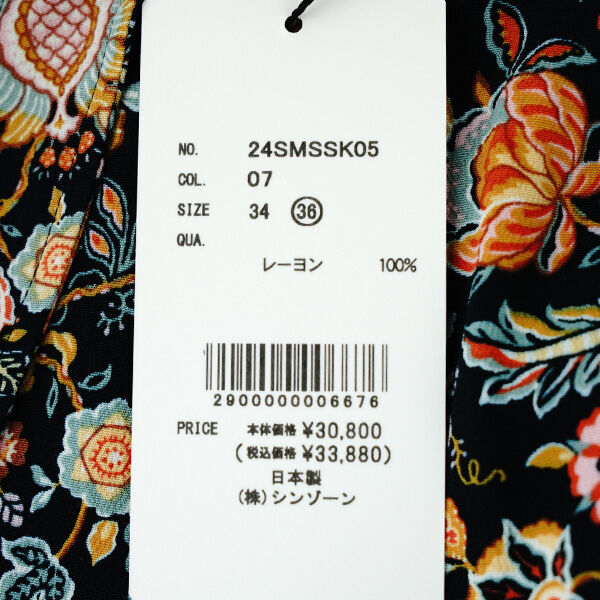 NO. 24SMSSK05
COL. 07
SIZE 34 36
QUA.
レーヨン 100%
2900000006676
PRICE 本体価格 ¥30,800
(税込価格 ¥33,880)
日本製
(株)シンゾーン